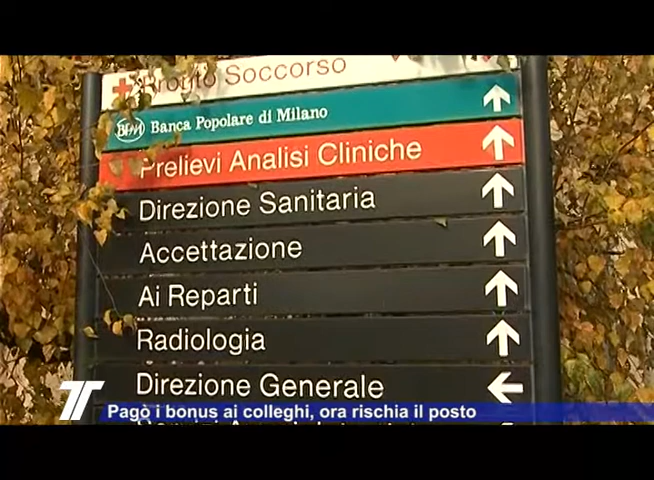 Pronto Soccorso
BPM Banca Popolare di Milano
Prelievi Analisi Cliniche
Direzione Sanitaria
Accettazione
Ai Reparti
Radiologia
Direzione Generale
T Pagò i bonus ai colleghi, ora rischia il posto